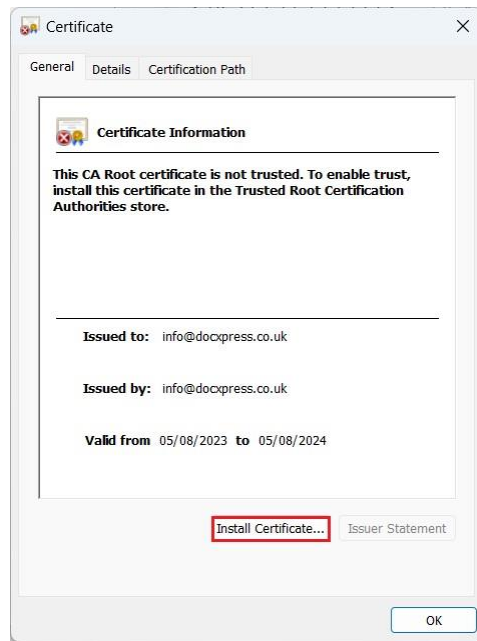 Certificate
General Details Certification Path
Certificate Information
This CA Root certificate is not trusted. To enable trust,
install this certificate in the Trusted Root Certification
Authorities store.
Issued to: info@docxpress.co.uk
Issued by: info@docxpress.co.uk
Valid from 05/08/2023 to 05/08/2024
Install Certificate... Issuer Statement
OK